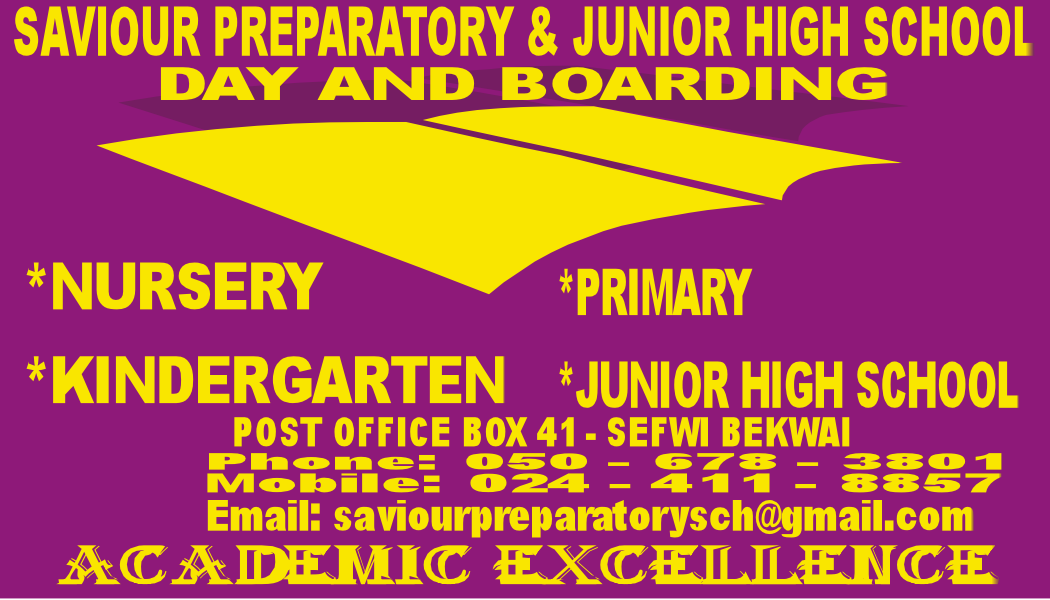 SAVIOUR PREPARATORY & JUNIOR HIGH SCHOOL
DAY AND BOARDING
*NURSERY
*PRIMARY
*KINDERGARTEN
*JUNIOR HIGH SCHOOL
POST OFFICE BOX 41 - SEFWI BEKWAI
Phone: 050 - 678 - 3801
Mobile: 024 - 411 - 8857
Email: saviourpreparatorysch@gmail.com
ACADEMIC EXCELLENCE